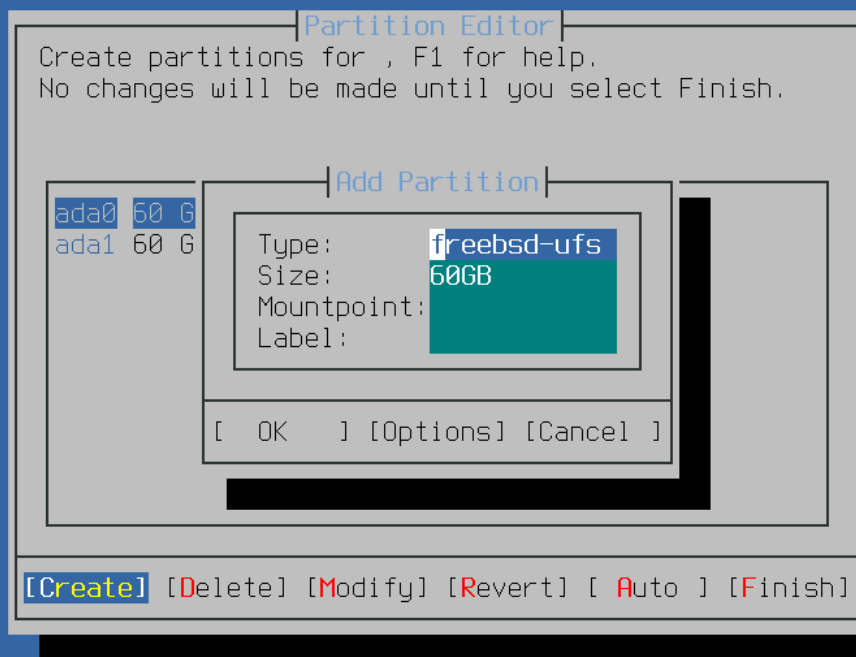 Partition Editor
Create partitions for , F1 for help.
No changes will be made until you select Finish.
Add Partition
ada0 60 G
ada1 60 G
Type: freebsd-ufs
Size: 60GB
Mountpoint:
Label:
[ OK ] [Options] [Cancel ]
[Create] [Delete] [Modify] [Revert] [ Auto ] [Finish]